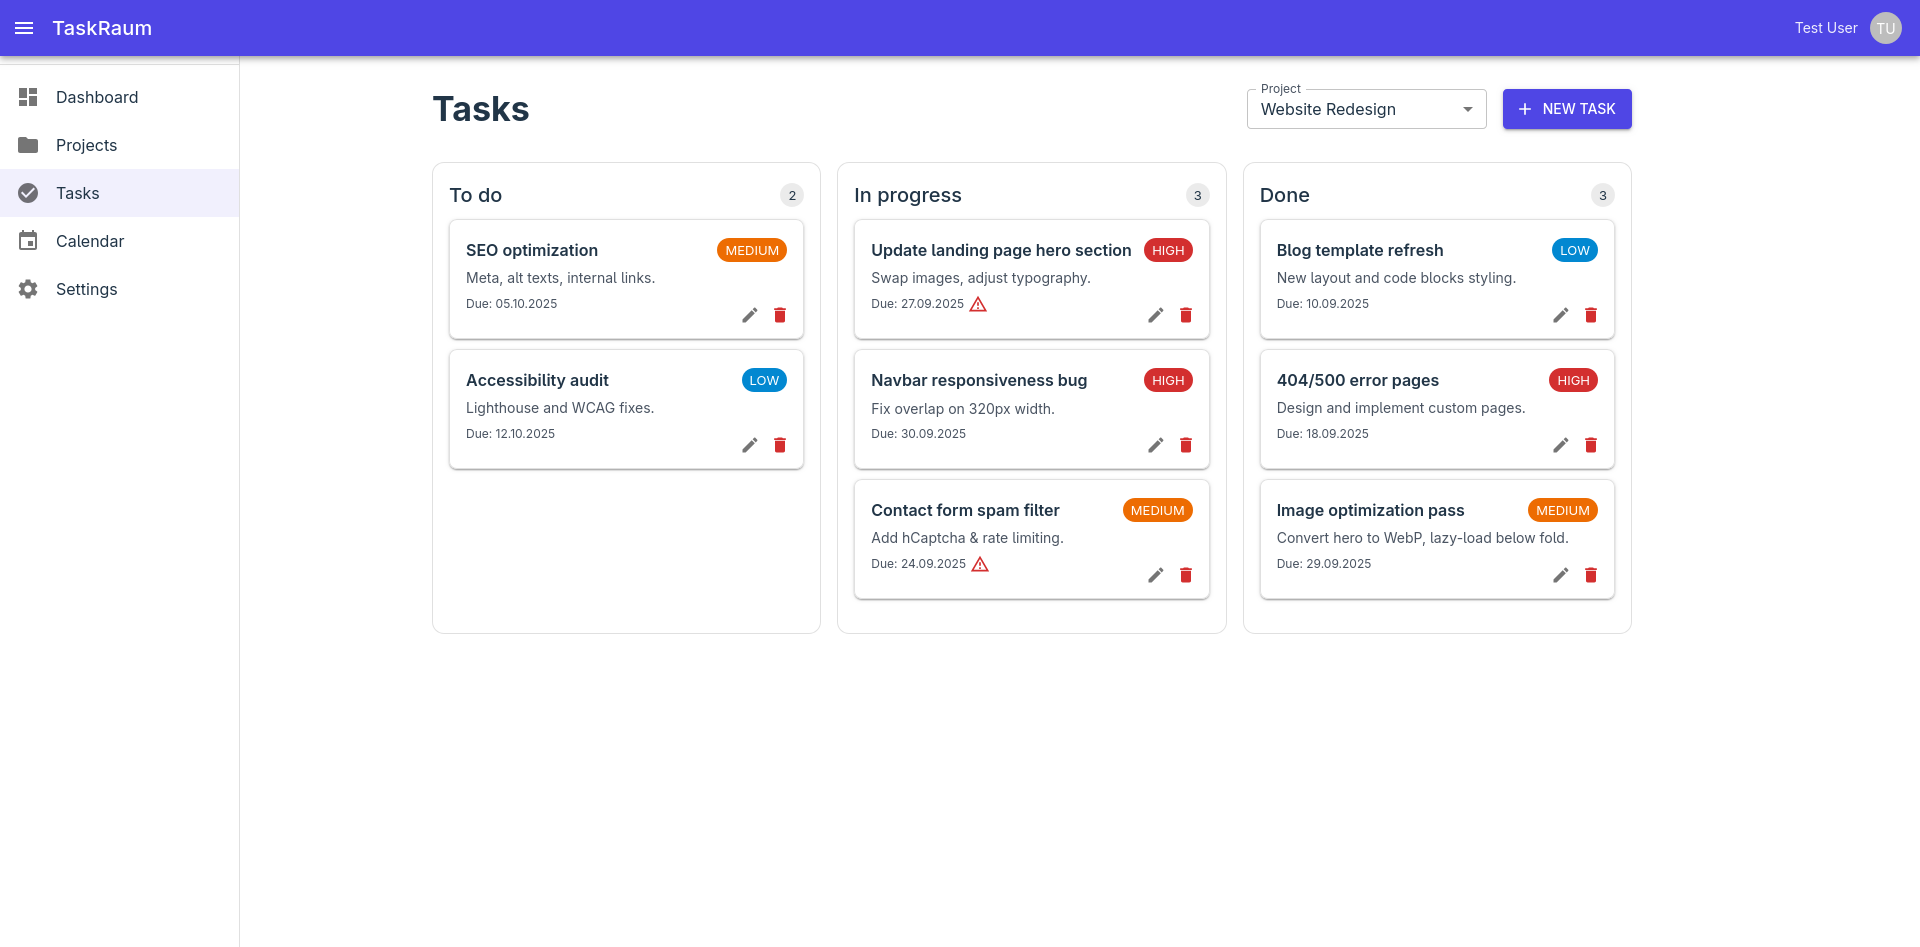 TaskRaum
Test User
TU
Dashboard
Projects
Tasks
Calendar
Settings
Tasks
Project
Website Redesign
NEW TASK
To do
2
SEO optimization
MEDIUM
Meta, alt texts, internal links.
Due: 05.10.2025
Accessibility audit
LOW
Lighthouse and WCAG fixes.
Due: 12.10.2025
In progress
3
Update landing page hero section
HIGH
Swap images, adjust typography.
Due: 27.09.2025
Navbar responsiveness bug
HIGH
Fix overlap on 320px width.
Due: 30.09.2025
Contact form spam filter
MEDIUM
Add hCaptcha & rate limiting.
Due: 24.09.2025
Done
3
Blog template refresh
LOW
New layout and code blocks styling.
Due: 10.09.2025
404/500 error pages
HIGH
Design and implement custom pages.
Due: 18.09.2025
Image optimization pass
MEDIUM
Convert hero to WebP, lazy-load below fold.
Due: 29.09.2025